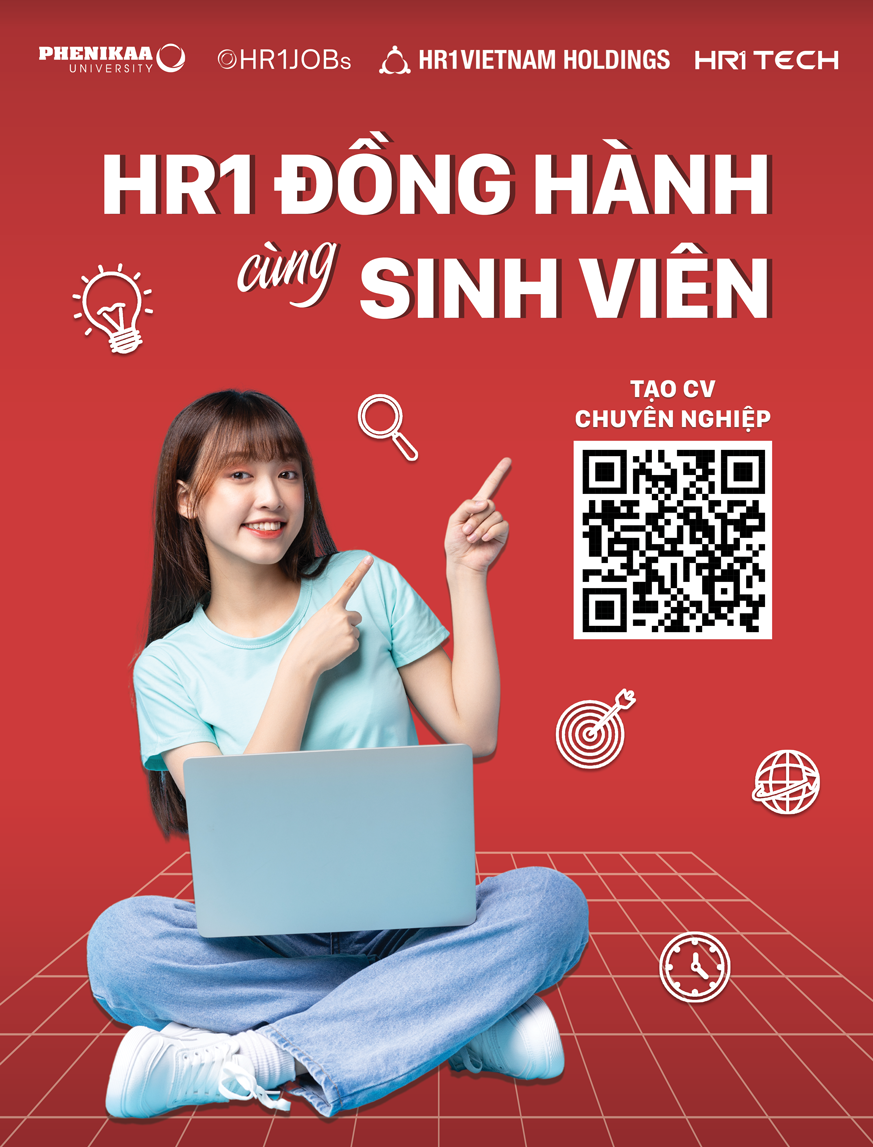 PHENIKAA
UNIVERSITY
HR1JOBs
HR1VIETNAM HOLDINGS
HR1 TECH
HR1 ĐỒNG HÀNH
cùng SINH VIÊN
TẠO CV
CHUYÊN NGHIỆP